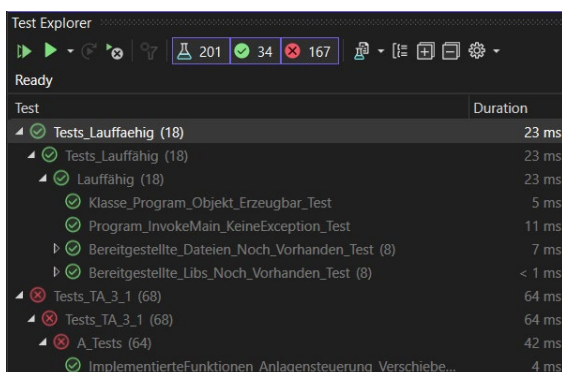 Test Explorer
201 34 167
Ready
Test Duration
Tests_Lauffaehig (18) 23 ms
Tests_Lauffähig (18) 23 ms
Lauffähig (18) 23 ms
Klasse_Program_Objekt_Erzeugbar_Test 5 ms
Program_InvokeMain_KeineException_Test 11 ms
Bereitgestellte_Dateien_Noch_Vorhanden_Test (8) 7 ms
Bereitgestellte_Libs_Noch_Vorhanden_Test (8) < 1 ms
Tests_TA_3_1 (68) 64 ms
Tests_TA_3_1 (68) 64 ms
A_Tests (64) 42 ms
ImplementierteFunktionen_Anlagensteuerung_Verschiebe... 4 ms